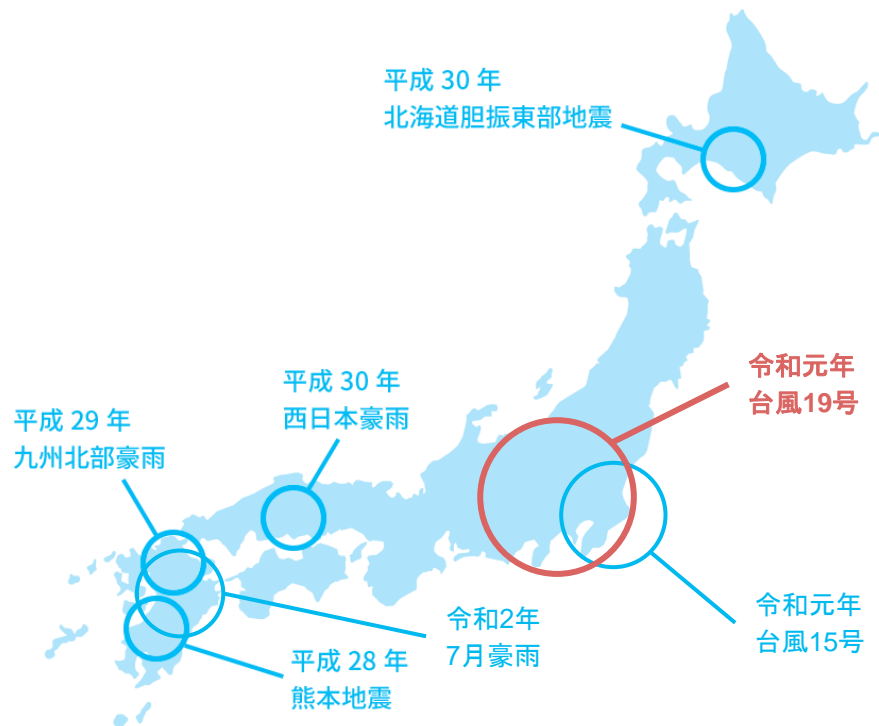 平成 30 年
北海道胆振東部地震
令和元年
台風19号
平成 30 年
西日本豪雨
平成 29 年
九州北部豪雨
令和元年
台風15号
令和2年
7月豪雨
平成 28 年
熊本地震